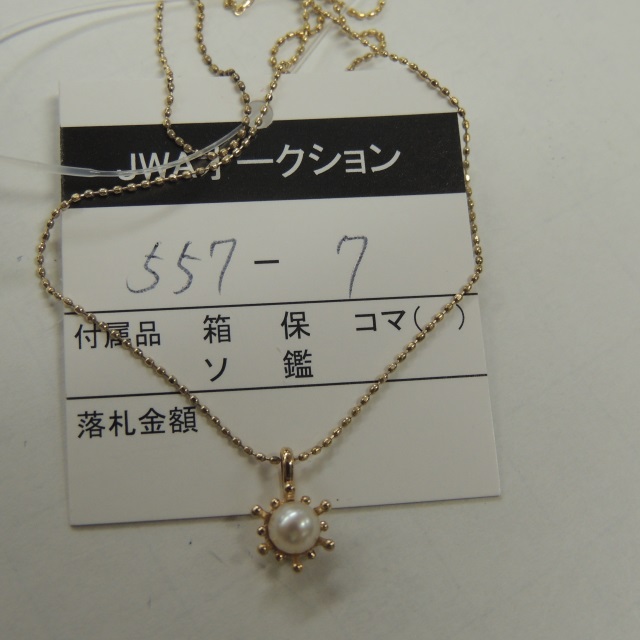 JWAオークション
557-7
付属品 箱 保 コマ( )
ソ 鑑
落札金額